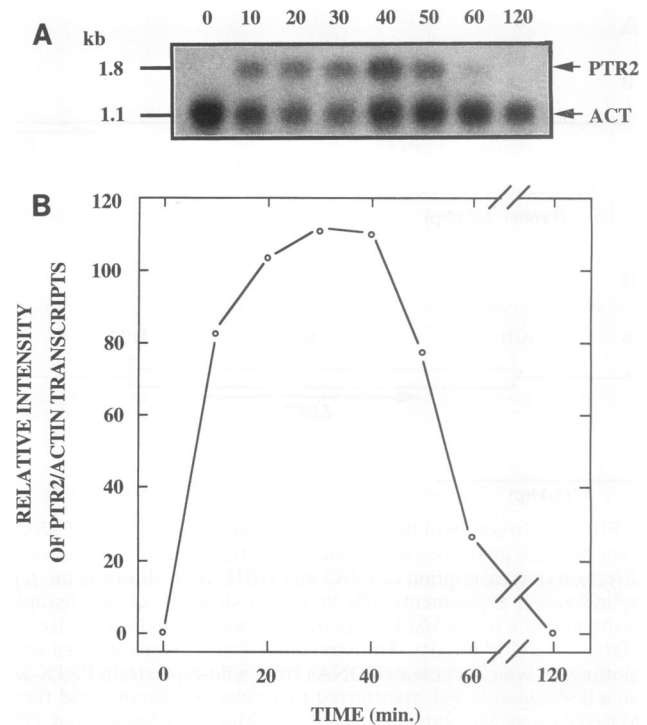 0 10 20 30 40 50 60 120
A
kb
1.8 PTR2
1.1 ACT
B
120
100
80
60
40
20
0
RELATIVE INTENSITY
OF PTR2/ACTIN TRANSCRIPTS
0 20 40 60 120
TIME (min.)